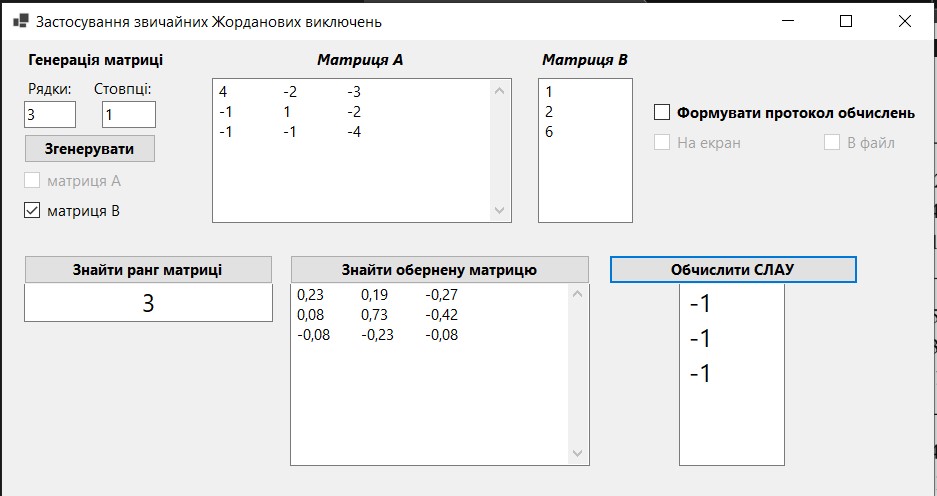 Застосування звичайних Жорданових виключень
Генерація матриці
Матриця А
Матриця В
Рядки:
Стовпці:
3
1
Згенерувати
матриця А
матриця В
4 -2 -3
-1 1 -2
-1 -1 -4
1
2
6
Формувати протокол обчислень
На екран
В файл
Знайти ранг матриці
3
Знайти обернену матрицю
0,23 0,19 -0,27
0,08 0,73 -0,42
-0,08 -0,23 -0,08
Обчислити СЛАУ
-1
-1
-1